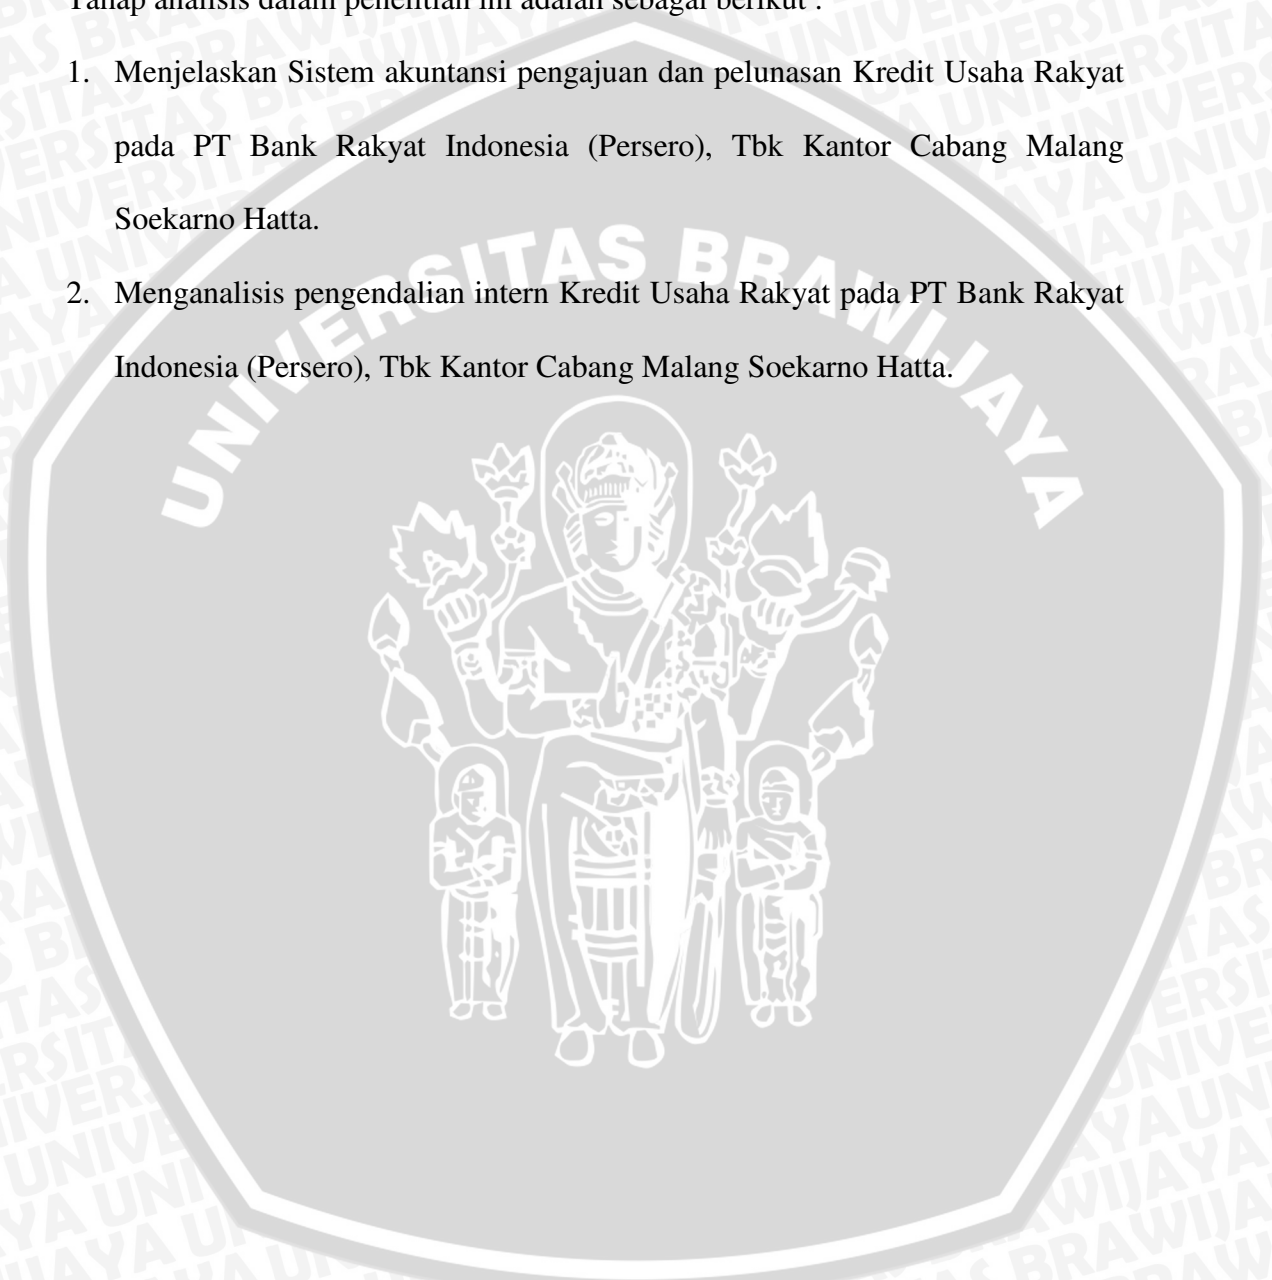 Tahap analisis dalam penelitian ini adalah sebagai berikut :
1. Menjelaskan Sistem akuntansi pengajuan dan pelunasan Kredit Usaha Rakyat
pada PT Bank Rakyat Indonesia (Persero), Tbk Kantor Cabang Malang
Soekarno Hatta.
2. Menganalisis pengendalian intern Kredit Usaha Rakyat pada PT Bank Rakyat
Indonesia (Persero), Tbk Kantor Cabang Malang Soekarno Hatta.
UNIVERSITAS BRAWIJAYA